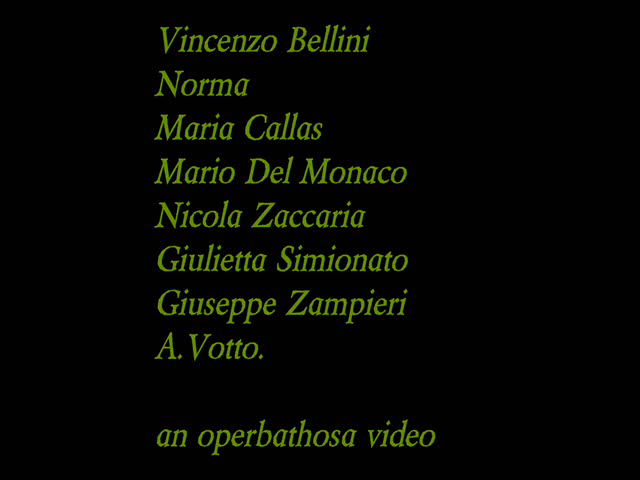 Vincenzo Bellini
Norma
Maria Callas
Mario Del Monaco
Nicola Zaccaria
Giulietta Simionato
Giuseppe Zampieri
A.Votto.
an operbathosa video